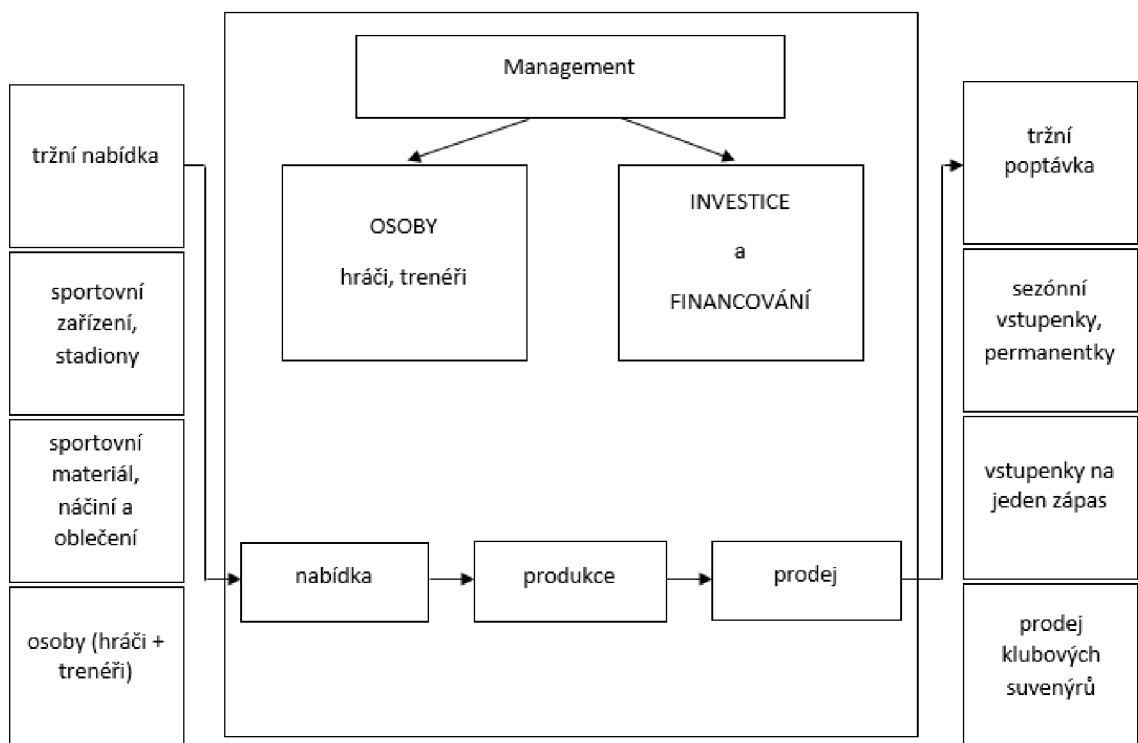 Management
tržní nabídka
sportovní
zařízení,
stadiony
sportovní
materiál,
náčiní a
oblečení
osoby (hráči +
trenéři)
OSOBY
hráči, trenéři
INVESTICE
a
FINANCOVÁNÍ
nabídka
produkce
prodej
tržní
poptávka
sezónní
vstupenky,
permanentky
vstupenky na
jeden zápas
prodej
klubových
suvenýrů